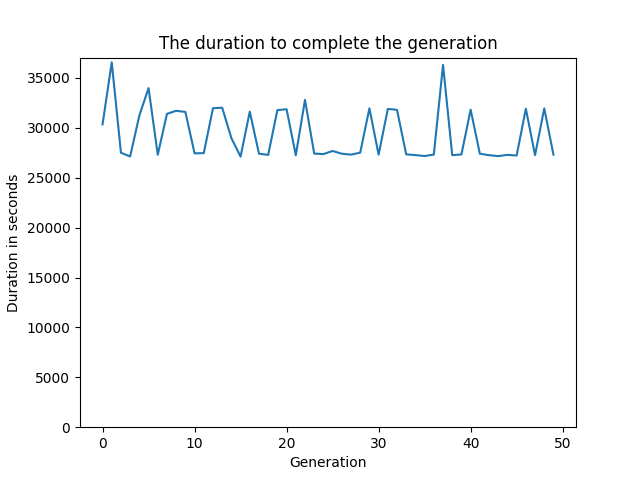 The duration to complete the generation
35000
30000
25000
20000
15000
10000
5000
0
Duration in seconds
0 10 20 30 40 50
Generation